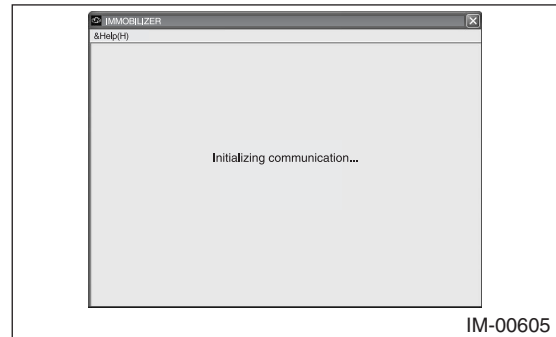 IMMOBILIZER
&Help(H)
Initializing communication...
IM-00605